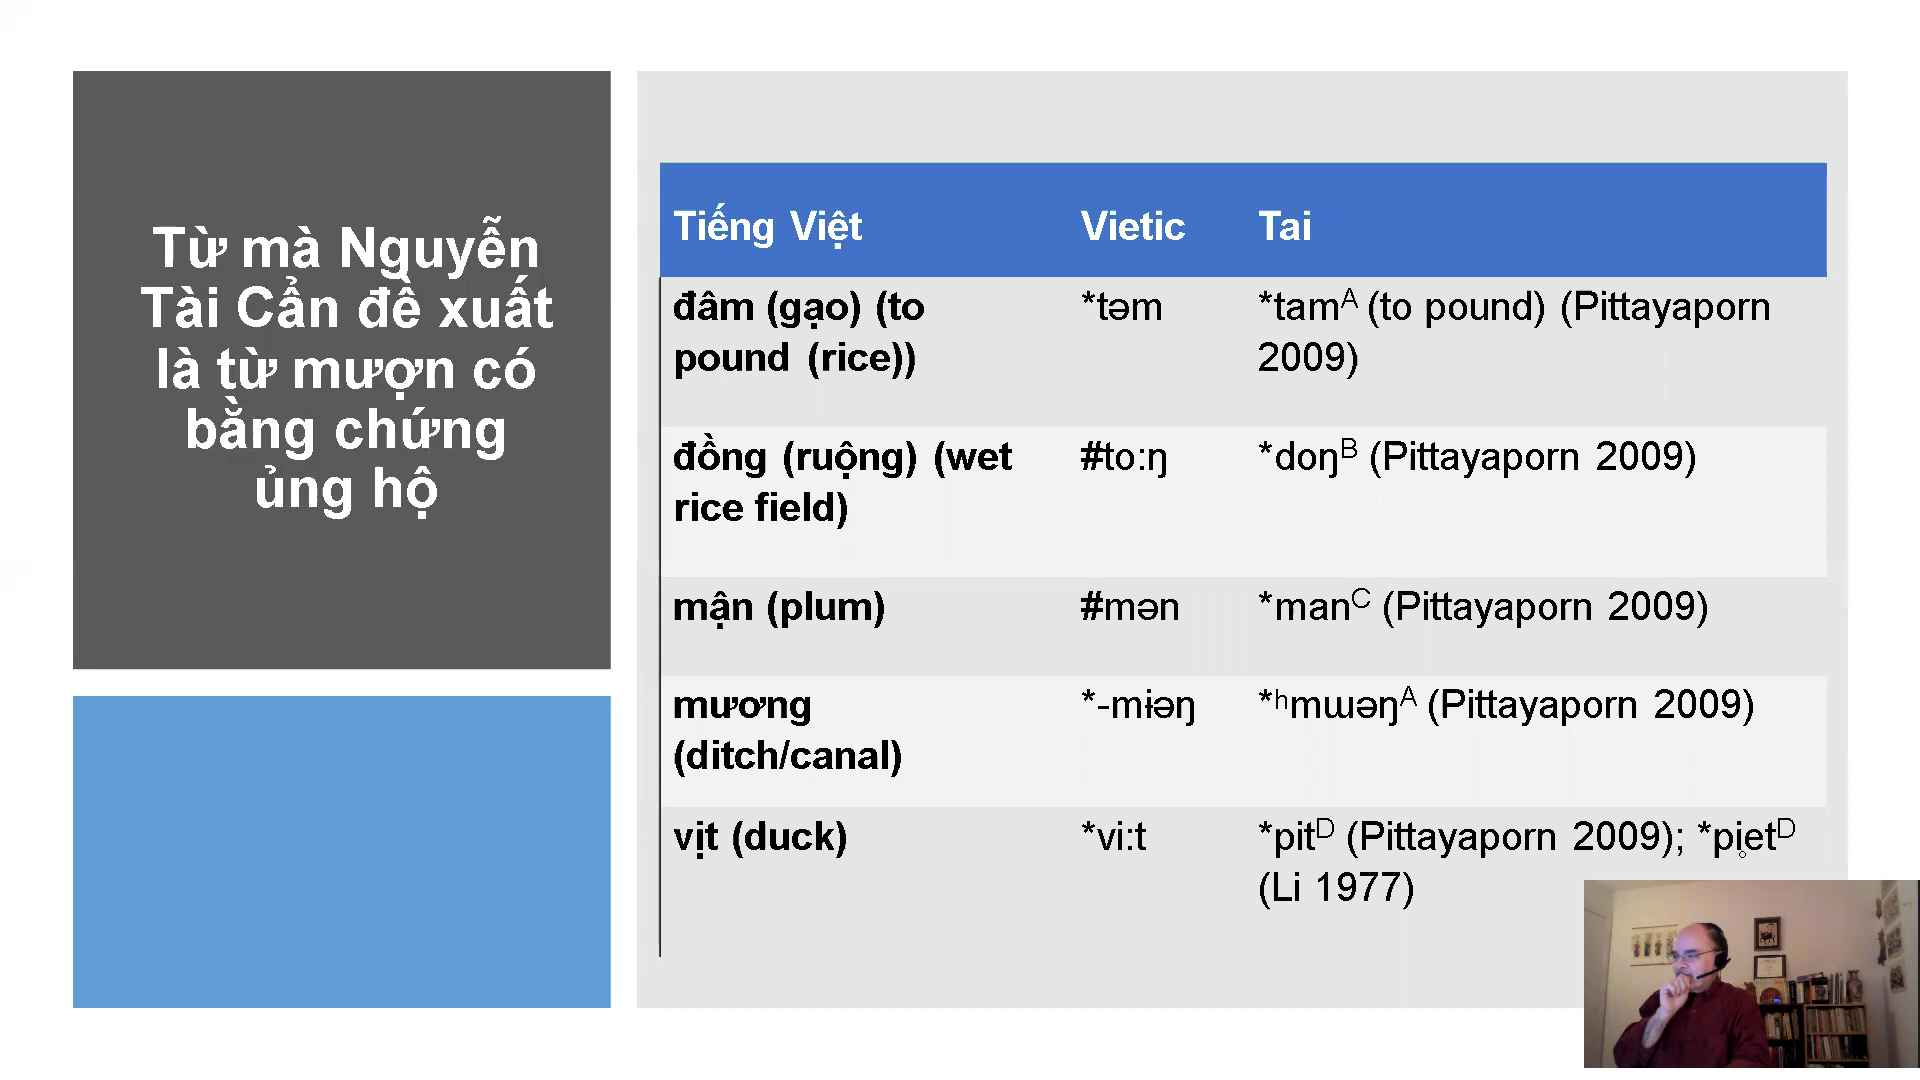 Từ mà Nguyễn
Tài Cẩn đề xuất
là từ mượn có
bằng chứng
ủng hộ
Tiếng Việt Vietic Tai
đâm (gạo) (to *təm *tamᴬ (to pound) (Pittayaporn
pound (rice)) 2009)
đồng (ruộng) (wet #to:ŋ *doŋᴮ (Pittayaporn 2009)
rice field)
mận (plum) #mən *manC (Pittayaporn 2009)
mương *-mɨəŋ *ʰmɯəŋᴬ (Pittayaporn 2009)
(ditch/canal)
vịt (duck) *vi:t *pitᴰ (Pittayaporn 2009); *pi̥etᴰ
(Li 1977)